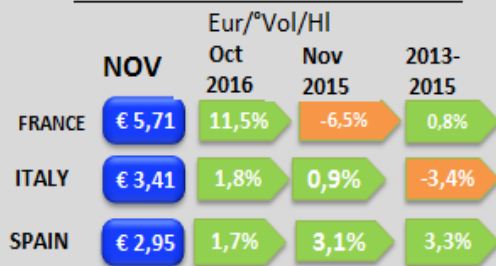 Eur/°Vol/Hl
NOV Oct 2016 Nov 2015 2013-2015
FRANCE € 5,71 11,5% -6,5% 0,8%
ITALY € 3,41 1,8% 0,9% -3,4%
SPAIN € 2,95 1,7% 3,1% 3,3%